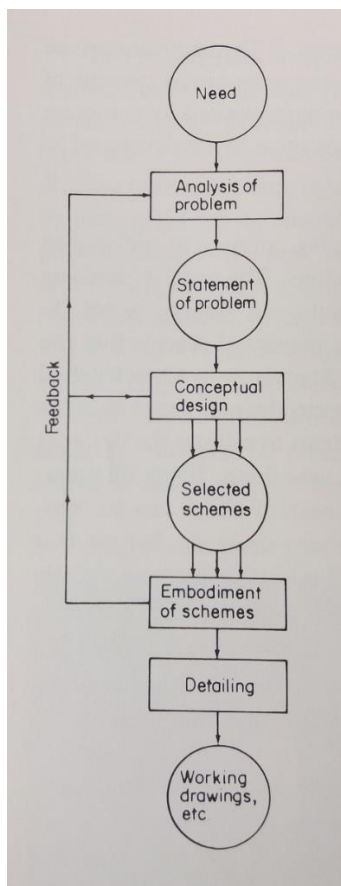 Need
Analysis of
problem
Statement
of problem
Feedback
Conceptual
design
Selected
schemes
Embodiment
of schemes
Detailing
Working
drawings,
etc